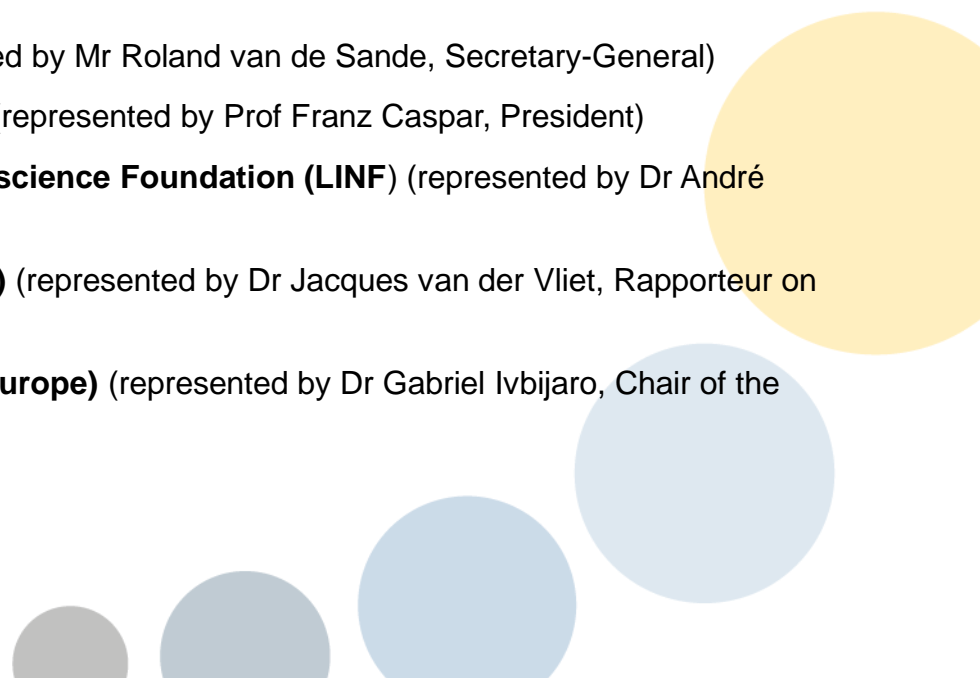 ed by Mr Roland van de Sande, Secretary-General)
(represented by Prof Franz Caspar, President)
science Foundation (LINF) (represented by Dr André
) (represented by Dr Jacques van der Vliet, Rapporteur on
urope) (represented by Dr Gabriel Ivbijaro, Chair of the